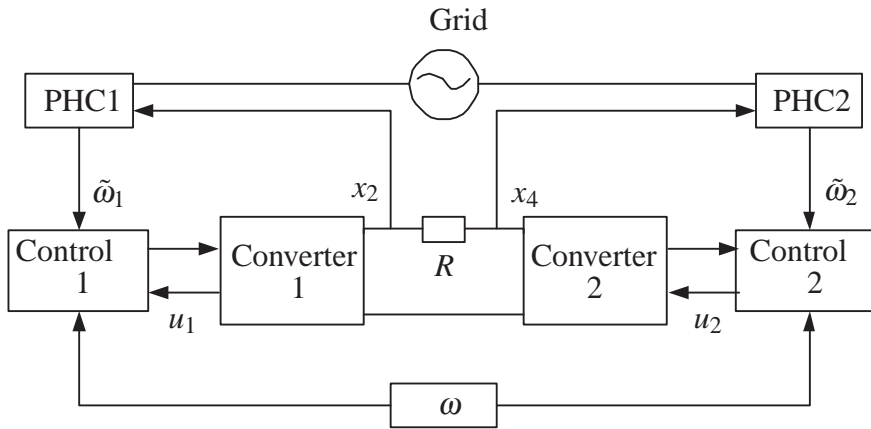 Grid
PHC1
PHC2
x₂
x₄
ω̃₁
ω̃₂
Control
1
Converter
1
R
Converter
2
Control
2
u₁
u₂
ω